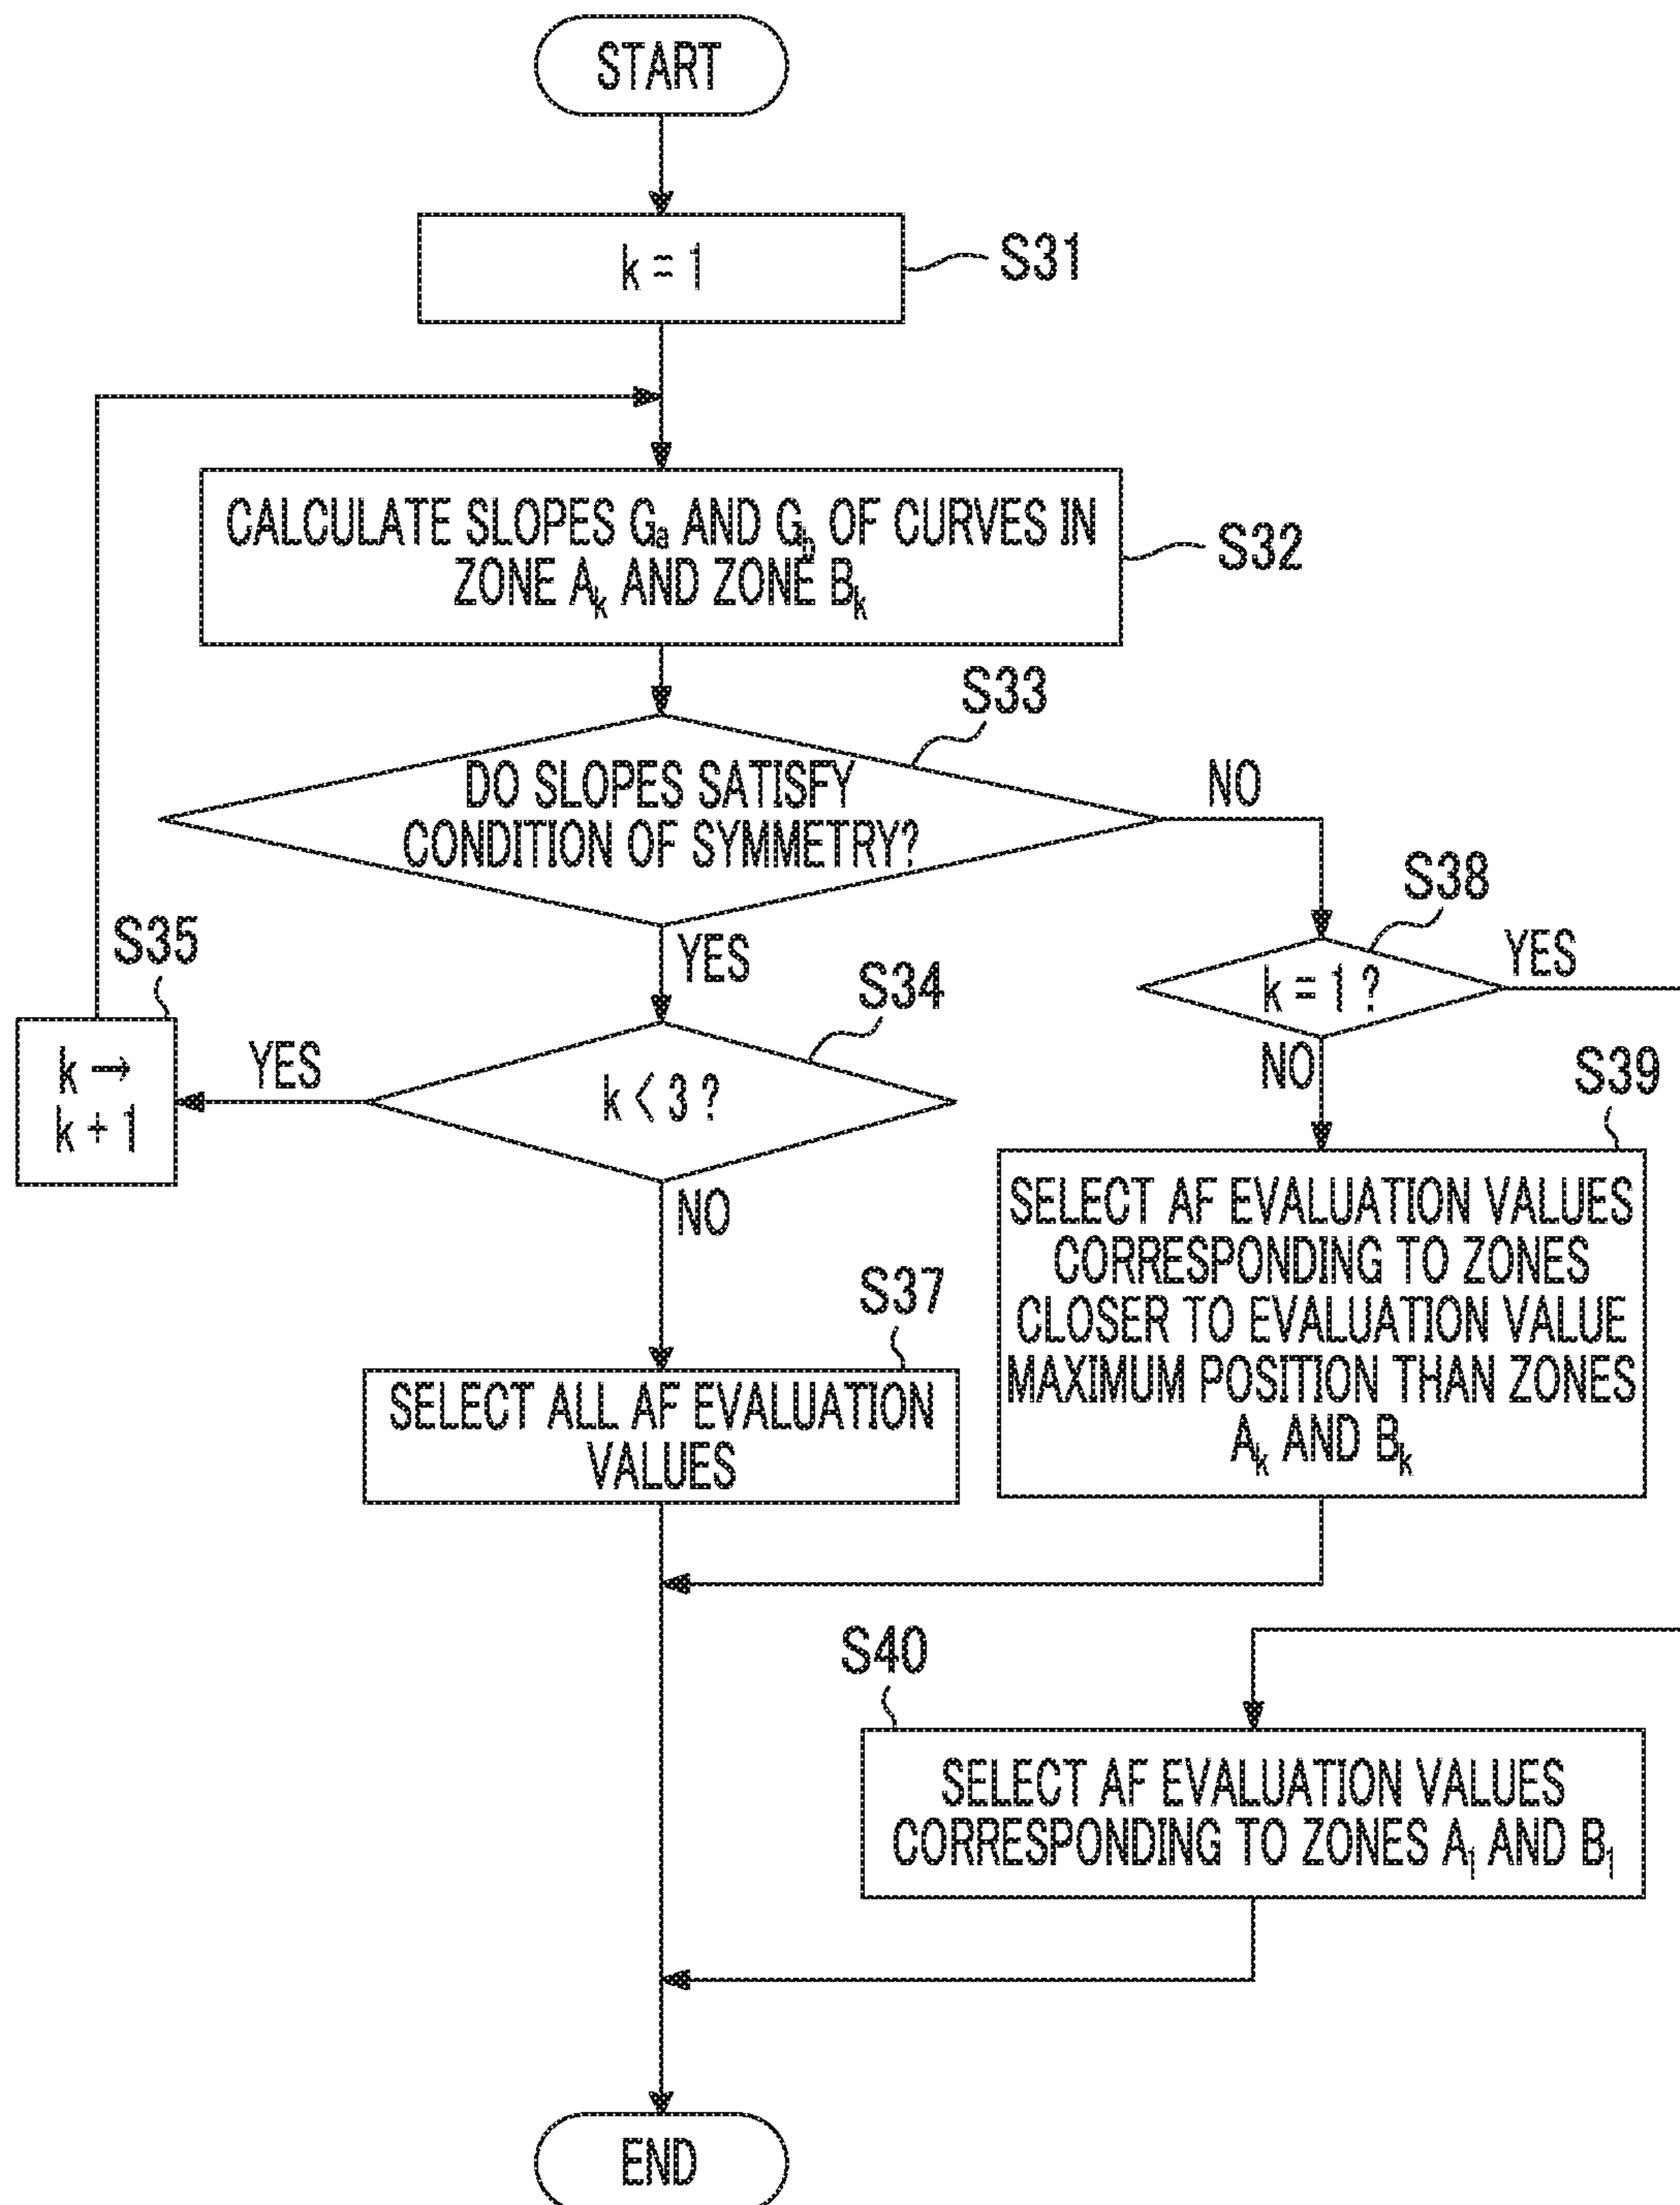 START
k = 1
S31
CALCULATE SLOPES Ga AND Gb OF CURVES IN
ZONE Ak AND ZONE Bk
S32
S33
DO SLOPES SATISFY
CONDITION OF SYMMETRY?
NO
YES
S38
k = 1 ?
YES
NO
S35
k →
k + 1
YES
S34
k < 3 ?
NO
S39
SELECT AF EVALUATION VALUES
CORRESPONDING TO ZONES
CLOSER TO EVALUATION VALUE
MAXIMUM POSITION THAN ZONES
Ak AND Bk
S37
SELECT ALL AF EVALUATION
VALUES
S40
SELECT AF EVALUATION VALUES
CORRESPONDING TO ZONES A1 AND B1
END